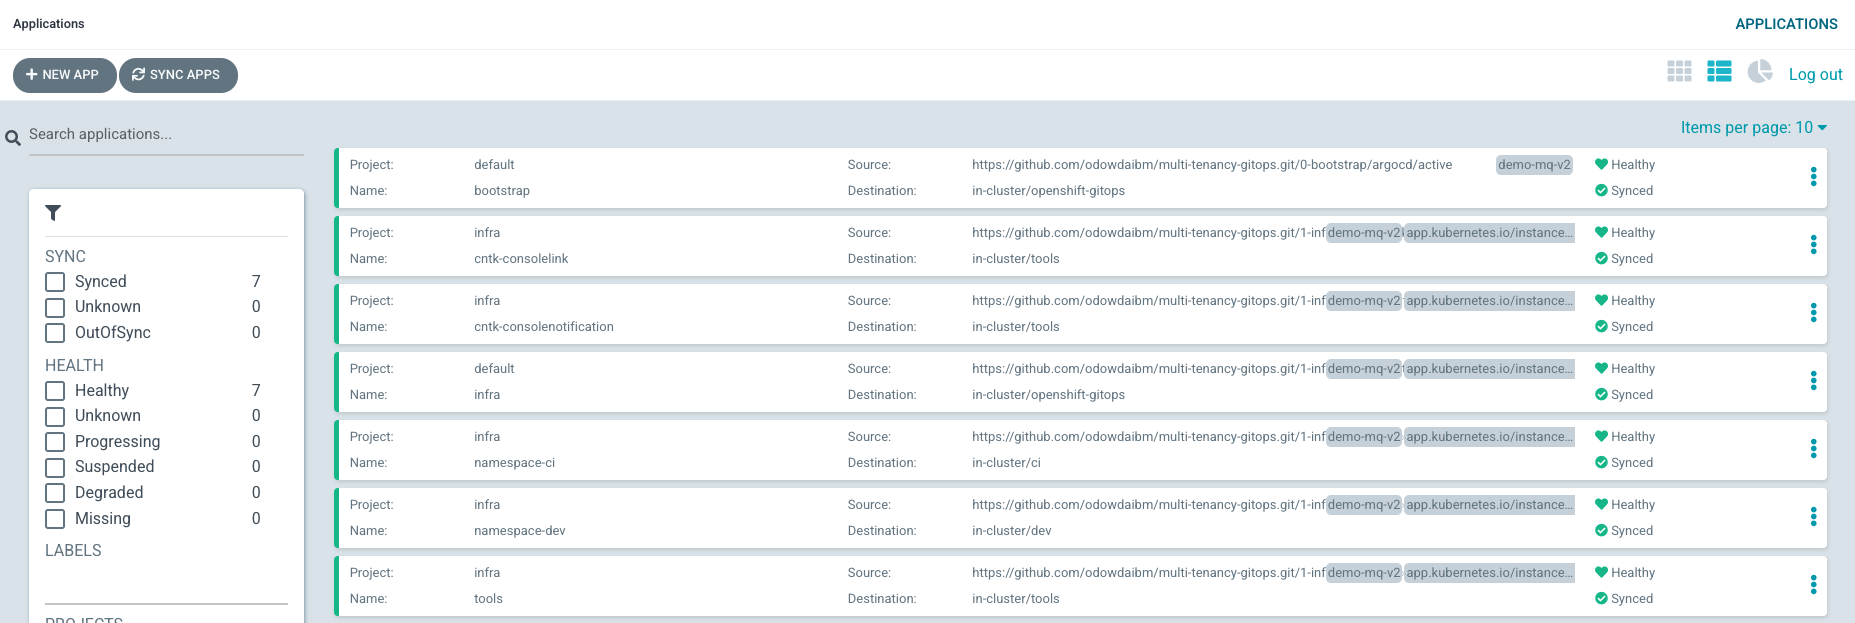 Applications
APPLICATIONS
NEW APP
SYNC APPS
Log out
Search applications...
Items per page: 10
SYNC
Synced 7
Unknown 0
OutOfSync 0
HEALTH
Healthy 7
Unknown 0
Progressing 0
Suspended 0
Degraded 0
Missing 0
LABELS
PROJECTS
Project: default Source: https://github.com/odowdaibm/multi-tenancy-gitops.git/0-bootstrap/argocd/active demo-mq-v2 Healthy
Name: bootstrap Destination: in-cluster/openshift-gitops Synced
Project: infra Source: https://github.com/odowdaibm/multi-tenancy-gitops.git/1-inf demo-mq-v2 app.kubernetes.io/instance... Healthy
Name: cntk-consolelink Destination: in-cluster/tools Synced
Project: infra Source: https://github.com/odowdaibm/multi-tenancy-gitops.git/1-inf demo-mq-v2 app.kubernetes.io/instance... Healthy
Name: cntk-consolenotification Destination: in-cluster/tools Synced
Project: default Source: https://github.com/odowdaibm/multi-tenancy-gitops.git/1-inf demo-mq-v2 app.kubernetes.io/instance... Healthy
Name: infra Destination: in-cluster/openshift-gitops Synced
Project: infra Source: https://github.com/odowdaibm/multi-tenancy-gitops.git/1-inf demo-mq-v2 app.kubernetes.io/instance... Healthy
Name: namespace-ci Destination: in-cluster/ci Synced
Project: infra Source: https://github.com/odowdaibm/multi-tenancy-gitops.git/1-inf demo-mq-v2 app.kubernetes.io/instance... Healthy
Name: namespace-dev Destination: in-cluster/dev Synced
Project: infra Source: https://github.com/odowdaibm/multi-tenancy-gitops.git/1-inf demo-mq-v2 app.kubernetes.io/instance... Healthy
Name: tools Destination: in-cluster/tools Synced